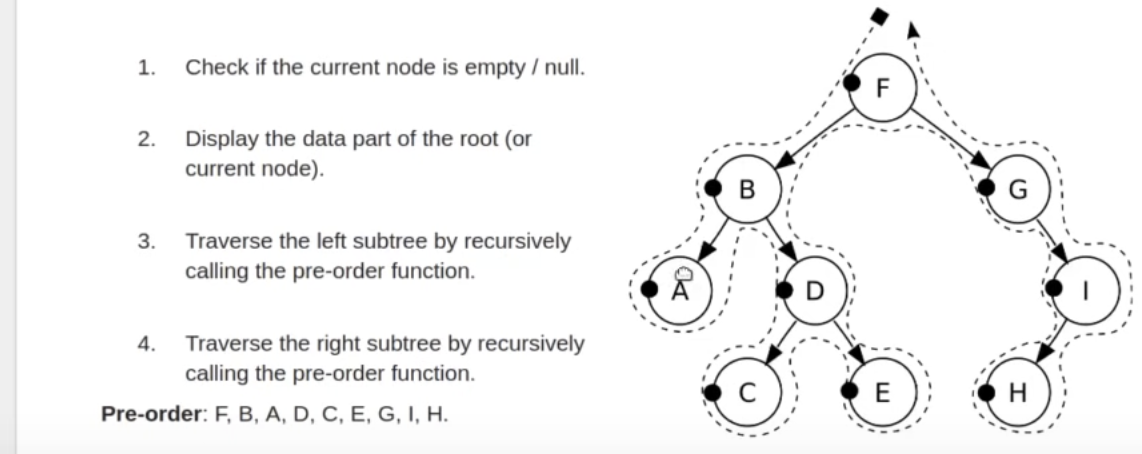 1. Check if the current node is empty / null.
2. Display the data part of the root (or
current node).
3. Traverse the left subtree by recursively
calling the pre-order function.
4. Traverse the right subtree by recursively
calling the pre-order function.
Pre-order: F, B, A, D, C, E, G, I, H.
F
B
G
A
D
I
C
E
H